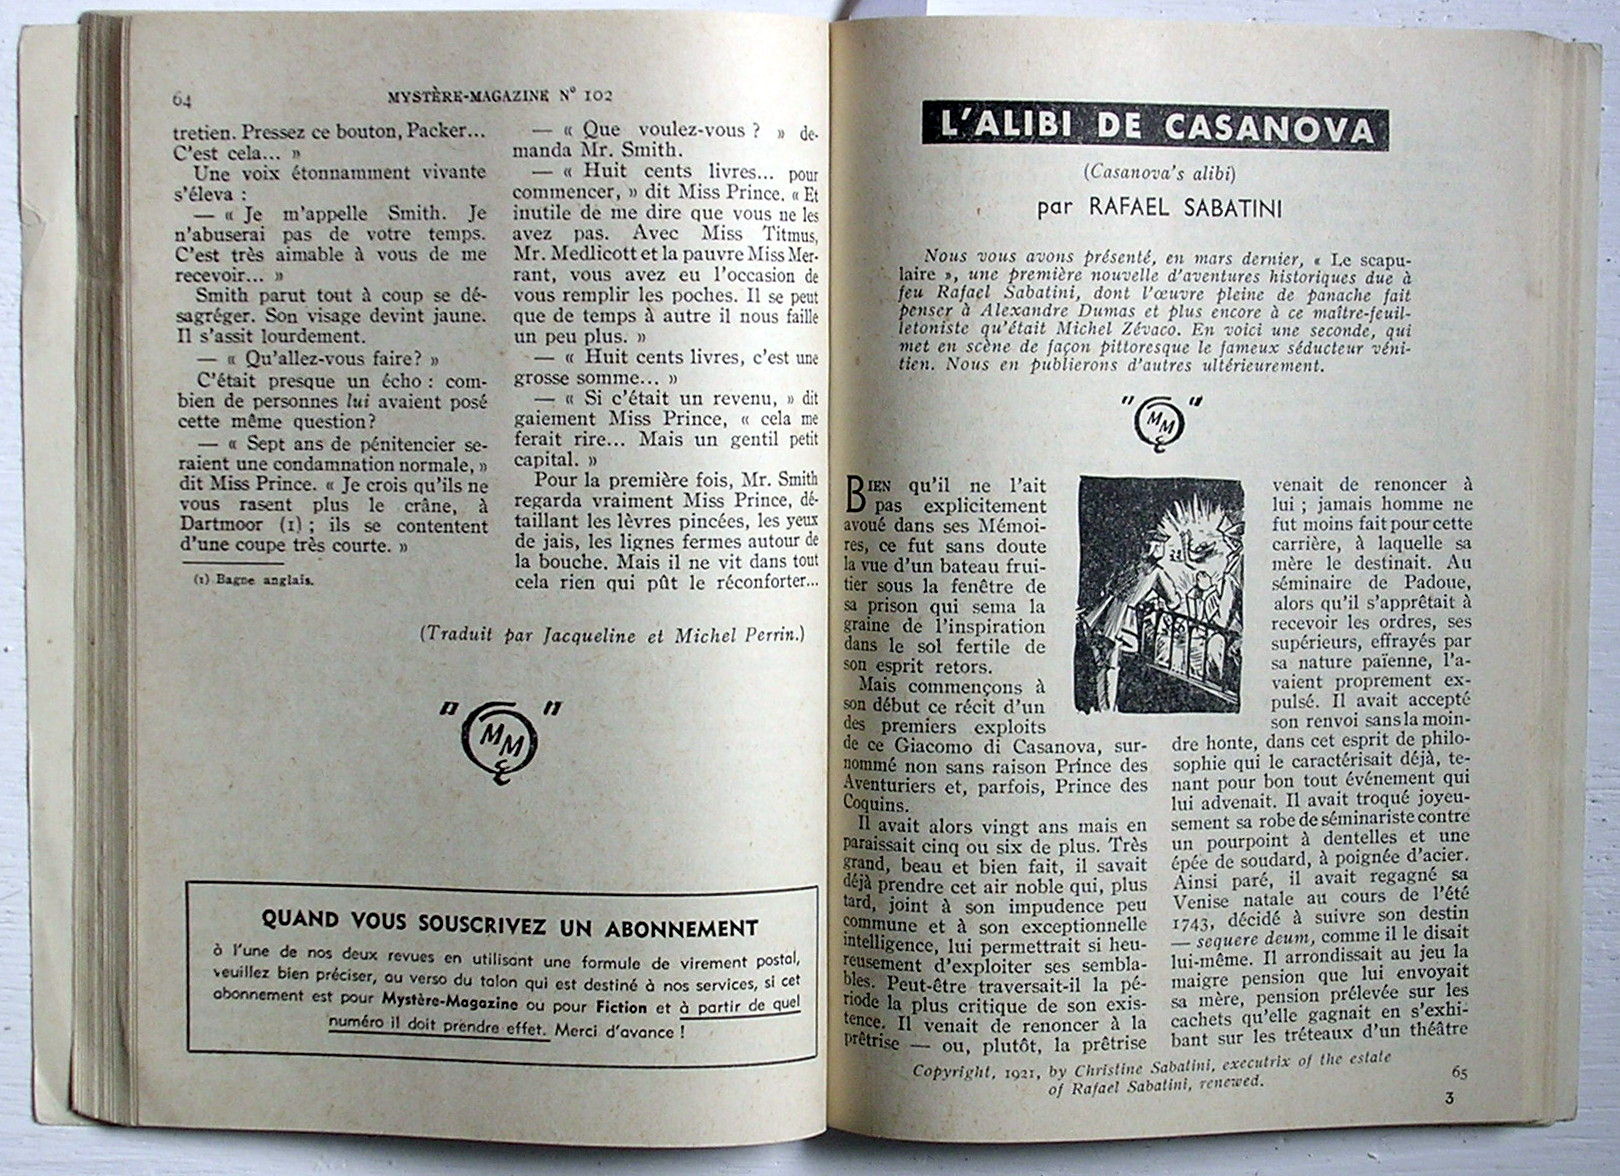 64
MYSTÈRE-MAGAZINE N° 102
tretien. Pressez ce bouton, Packer...
C'est cela... »
Une voix étonnamment vivante
s'éleva :
— « Je m'appelle Smith. Je
n'abuserai pas de votre temps.
C'est très aimable à vous de me
recevoir... »
Smith parut tout à coup se dé-
sagréger. Son visage devint jaune.
Il s'assit lourdement.
— « Qu'allez-vous faire? »
C'était presque un écho : com-
bien de personnes lui avaient posé
cette même question?
— « Sept ans de pénitencier se-
raient une condamnation normale, »
dit Miss Prince. « Je crois qu'ils ne
vous rasent plus le crâne, à
Dartmoor (1) ; ils se contentent
d'une coupe très courte. »
(1) Bagne anglais.
— « Que voulez-vous ? » de-
manda Mr. Smith.
— « Huit cents livres... pour
commencer, » dit Miss Prince. « Et
inutile de me dire que vous ne les
avez pas. Avec Miss Titmus,
Mr. Medlicott et la pauvre Miss Mer-
rant, vous avez eu l'occasion de
vous remplir les poches. Il se peut
que de temps à autre il nous faille
un peu plus. »
— « Huit cents livres, c'est une
grosse somme... »
— « Si c'était un revenu, » dit
gaiement Miss Prince, « cela me
ferait rire... Mais un gentil petit
capital. »
Pour la première fois, Mr. Smith
regarda vraiment Miss Prince, dé-
taillant les lèvres pincées, les yeux
de jais, les lignes fermes autour de
la bouche. Mais il ne vit dans tout
cela rien qui pût le réconforter...
(Traduit par Jacqueline et Michel Perrin.)
" MM "
QUAND VOUS SOUSCRIVEZ UN ABONNEMENT
à l'une de nos deux revues en utilisant une formule de virement postal,
veuillez bien préciser, au verso du talon qui est destiné à nos services, si cet
abonnement est pour Mystère-Magazine ou pour Fiction et à partir de quel
numéro il doit prendre effet. Merci d'avance !
L'ALIBI DE CASANOVA
(Casanova's alibi)
par RAFAEL SABATINI
Nous vous avons présenté, en mars dernier, « Le scapu-
laire », une première nouvelle d'aventures historiques due à
feu Rafael Sabatini, dont l'œuvre pleine de panache fait
penser à Alexandre Dumas et plus encore à ce maître-feuil-
letoniste qu'était Michel Zévaco. En voici une seconde, qui
met en scène de façon pittoresque le fameux séducteur véni-
tien. Nous en publierons d'autres ultérieurement.
" MM "
BIEN qu'il ne l'ait
pas explicitement
avoué dans ses Mémoi-
res, ce fut sans doute
la vue d'un bateau frui-
tier sous la fenêtre de
sa prison qui sema la
graine de l'inspiration
dans le sol fertile de
son esprit retors.
Mais commençons à
son début ce récit d'un
des premiers exploits
de ce Giacomo di Casanova, sur-
nommé non sans raison Prince des
Aventuriers et, parfois, Prince des
Coquins.
Il avait alors vingt ans mais en
paraissait cinq ou six de plus. Très
grand, beau et bien fait, il savait
déjà prendre cet air noble qui, plus
tard, joint à son impudence peu
commune et à son exceptionnelle
intelligence, lui permettrait si heu-
reusement d'exploiter ses sembla-
bles. Peut-être traversait-il la pé-
riode la plus critique de son exis-
tence. Il venait de renoncer à la
prêtrise — ou, plutôt, la prêtrise
venait de renoncer à
lui ; jamais homme ne
fut moins fait pour cette
carrière, à laquelle sa
mère le destinait. Au
séminaire de Padoue,
alors qu'il s'apprêtait à
recevoir les ordres, ses
supérieurs, effrayés par
sa nature païenne, l'a-
vaient proprement ex-
pulsé. Il avait accepté
son renvoi sans la moin-
dre honte, dans cet esprit de philo-
sophie qui le caractérisait déjà, te-
nant pour bon tout événement qui
lui advenait. Il avait troqué joyeu-
sement sa robe de séminariste contre
un pourpoint à dentelles et une
épée de soudard, à poignée d'acier.
Ainsi paré, il avait regagné sa
Venise natale au cours de l'été
1743, décidé à suivre son destin
— sequere deum, comme il le disait
lui-même. Il arrondissait au jeu la
maigre pension que lui envoyait
sa mère, pension prélevée sur les
cachets qu'elle gagnait en s'exhi-
bant sur les tréteaux d'un théâtre
Copyright, 1921, by Christine Sabatini, executrix of the estate
of Rafael Sabatini, renewed.
65
3